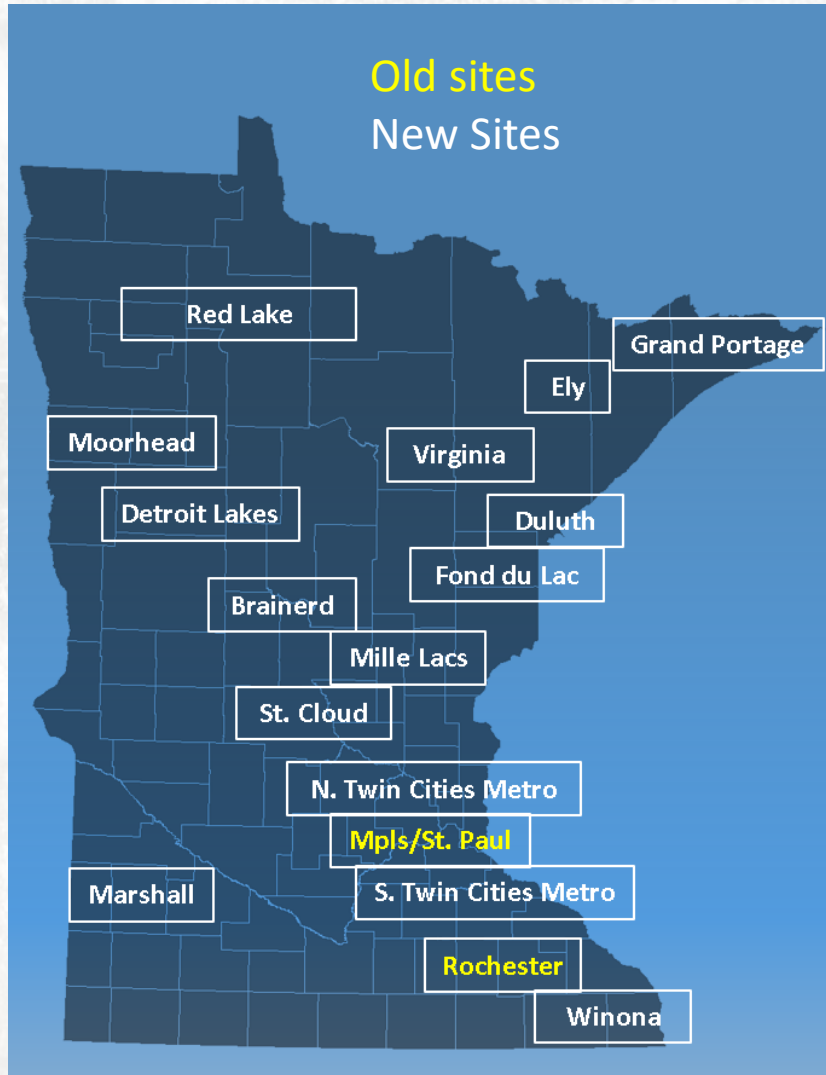 Old sites
New Sites
Red Lake
Grand Portage
Ely
Moorhead
Virginia
Detroit Lakes
Duluth
Fond du Lac
Brainerd
Mille Lacs
St. Cloud
N. Twin Cities Metro
Mpls/St. Paul
Marshall
S. Twin Cities Metro
Rochester
Winona